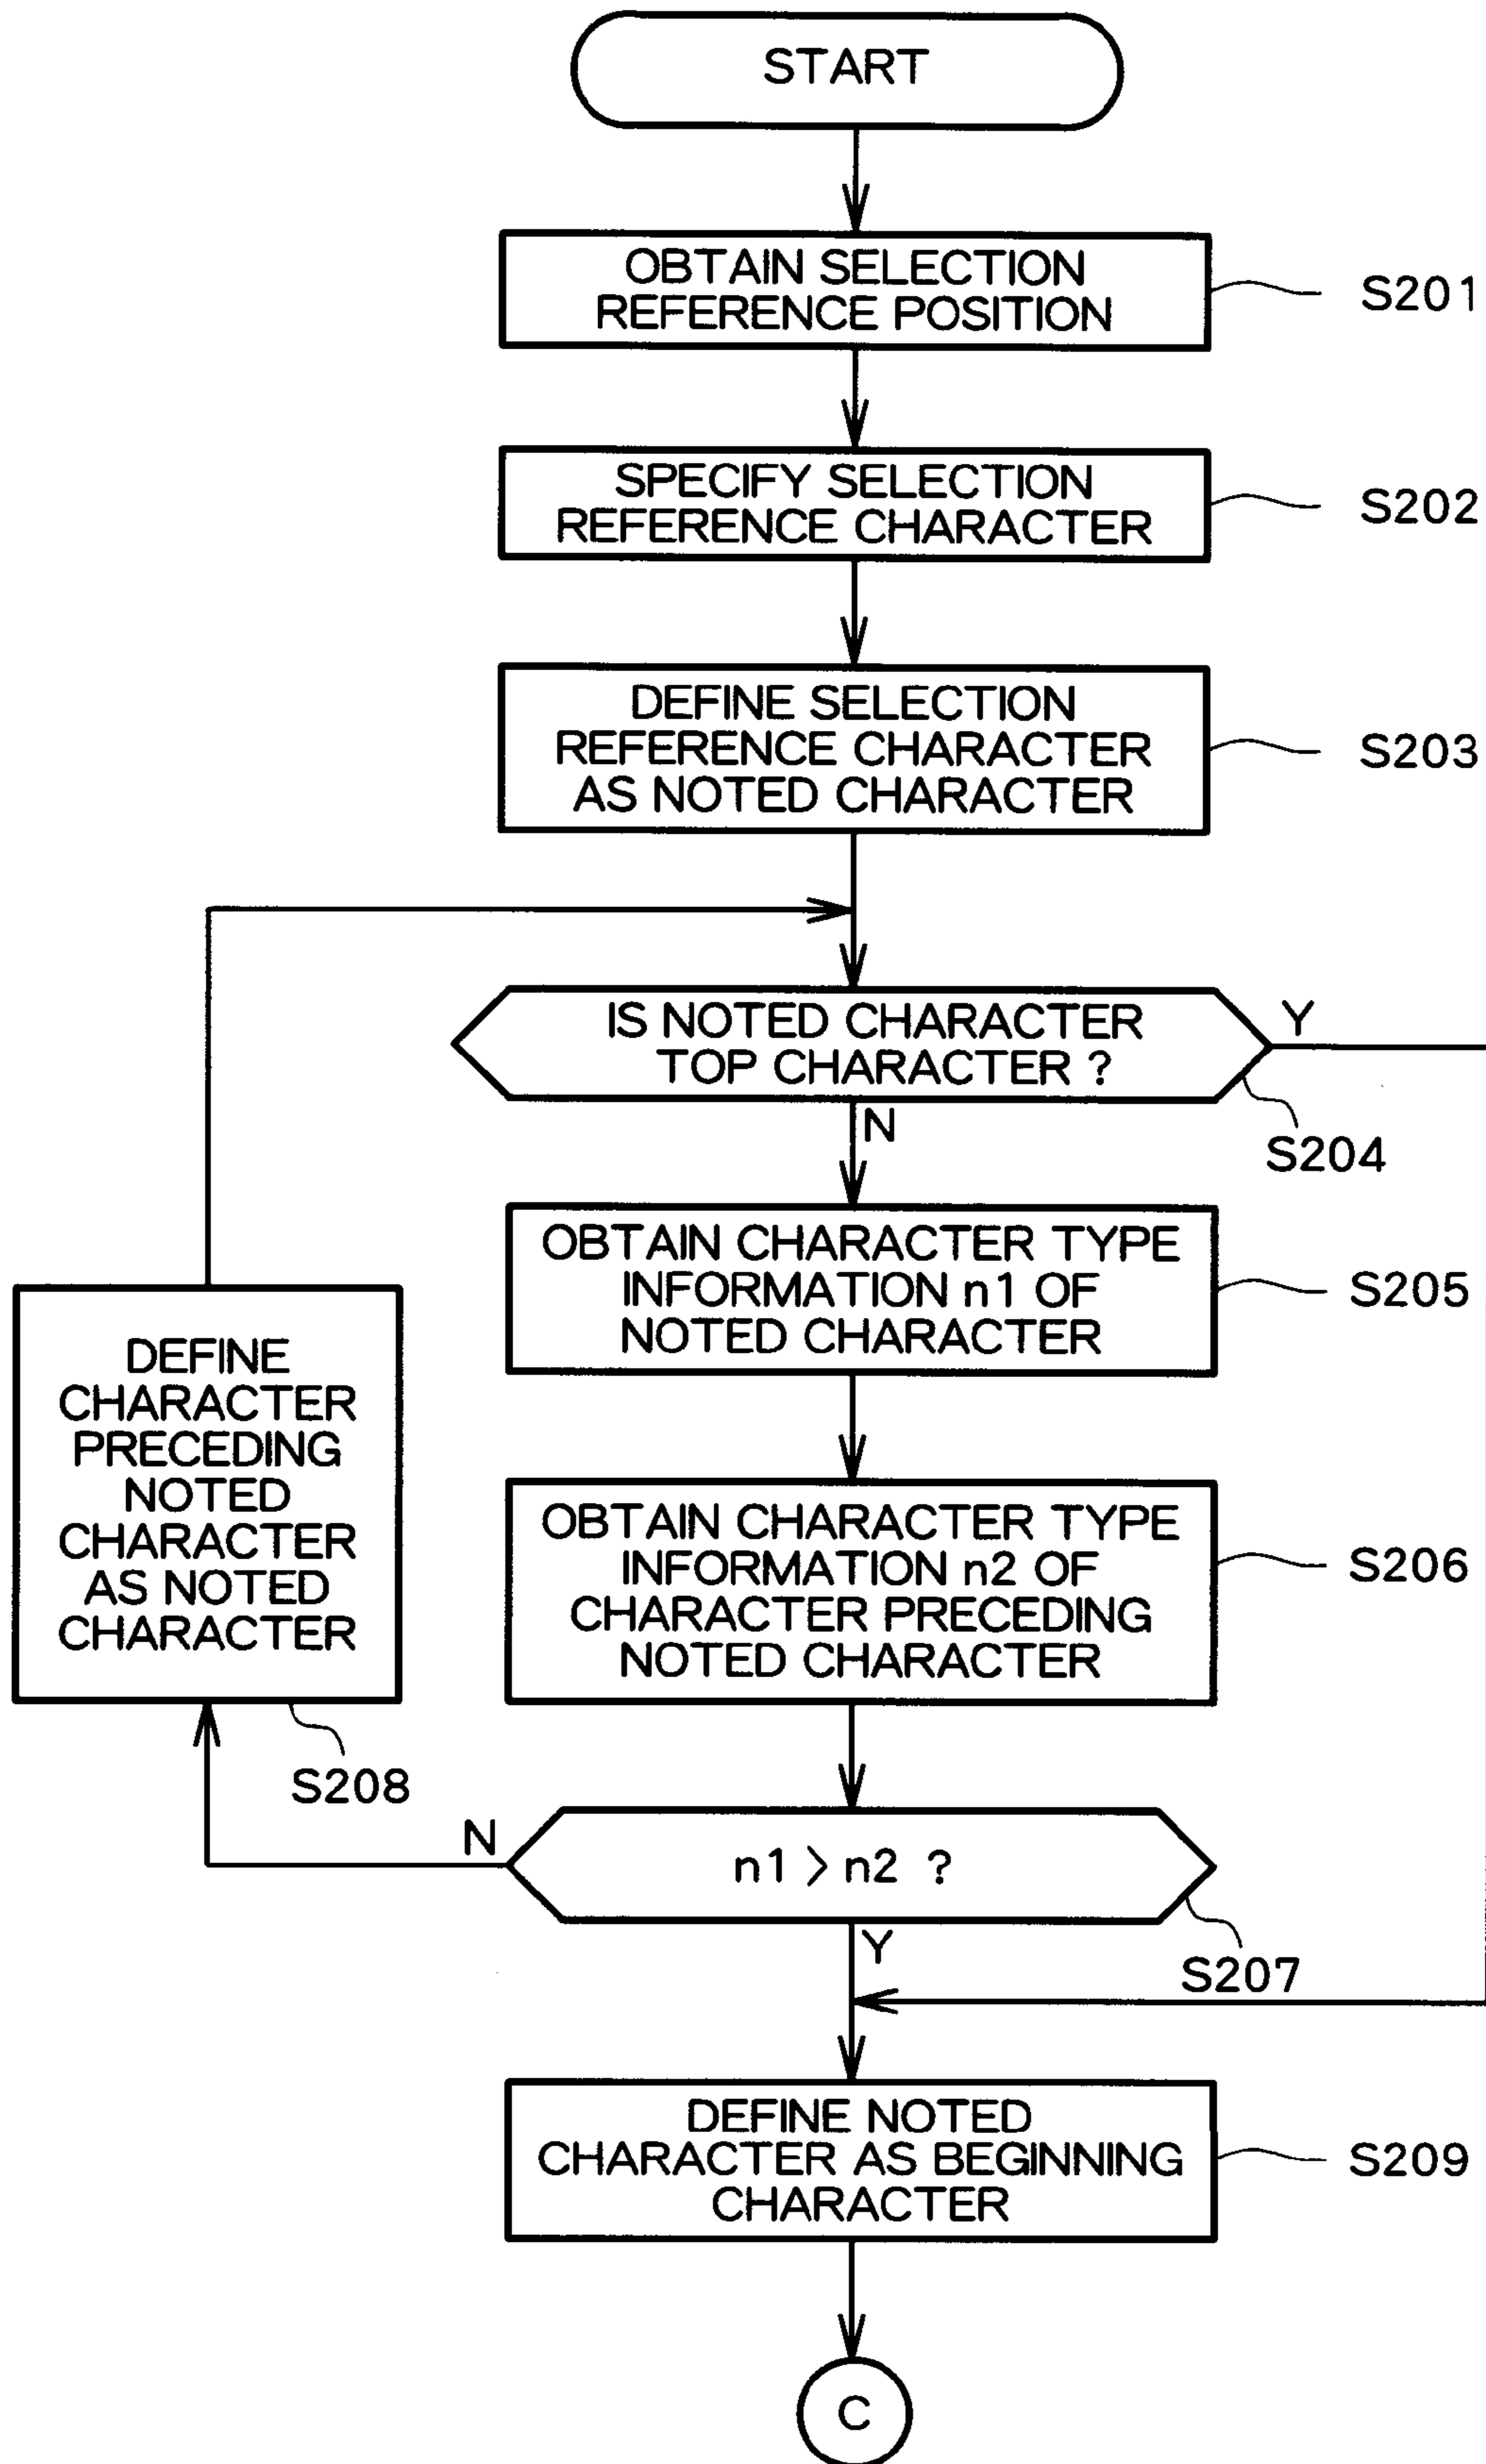 START
OBTAIN SELECTION
REFERENCE POSITION
S201
SPECIFY SELECTION
REFERENCE CHARACTER
S202
DEFINE SELECTION
REFERENCE CHARACTER
AS NOTED CHARACTER
S203
IS NOTED CHARACTER
TOP CHARACTER ?
Y
N
S204
OBTAIN CHARACTER TYPE
INFORMATION n1 OF
NOTED CHARACTER
S205
DEFINE
CHARACTER
PRECEDING
NOTED
CHARACTER
AS NOTED
CHARACTER
S208
OBTAIN CHARACTER TYPE
INFORMATION n2 OF
CHARACTER PRECEDING
NOTED CHARACTER
S206
N
n1 > n2 ?
Y
S207
DEFINE NOTED
CHARACTER AS BEGINNING
CHARACTER
S209
C